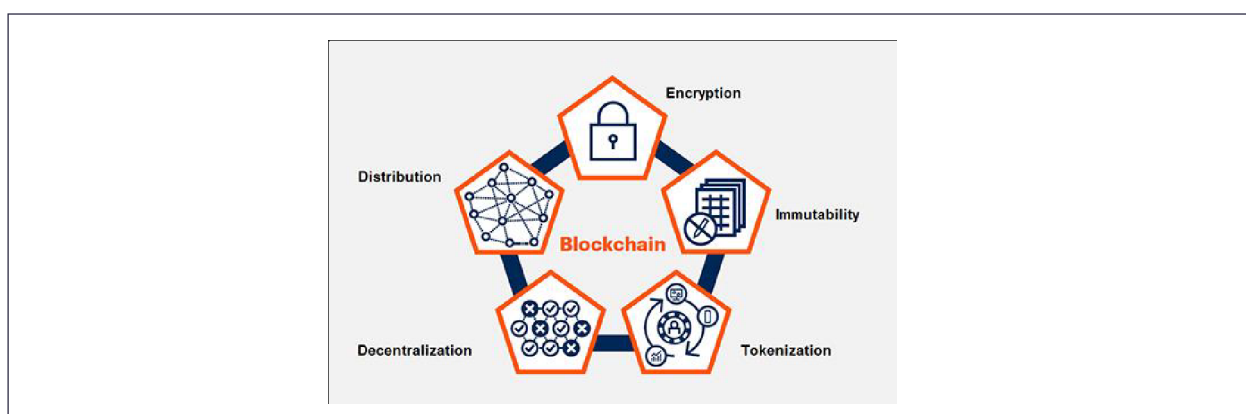 Encryption
Distribution
Immutability
Blockchain
Decentralization
Tokenization